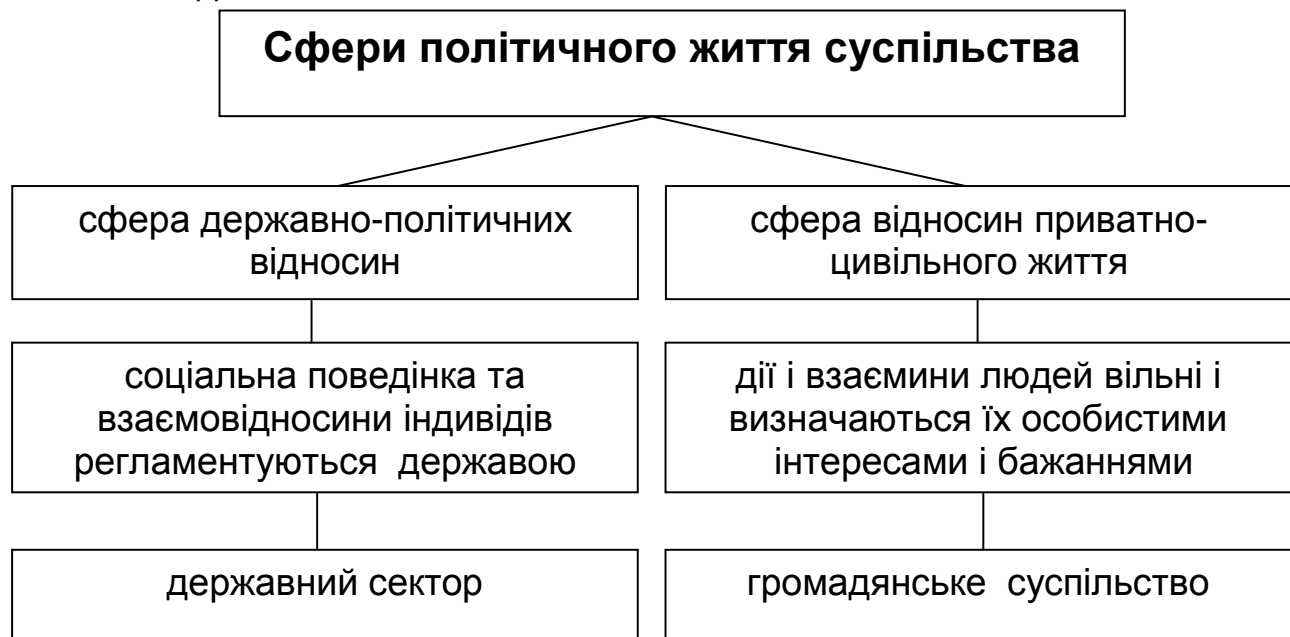 Сфери політичного життя суспільства
сфера державно-політичних
відносин
сфера відносин приватно-
цивільного життя
соціальна поведінка та
взаємовідносини індивідів
регламентуються державою
дії і взаємини людей вільні і
визначаються їх особистими
інтересами і бажаннями
державний сектор
громадянське суспільство